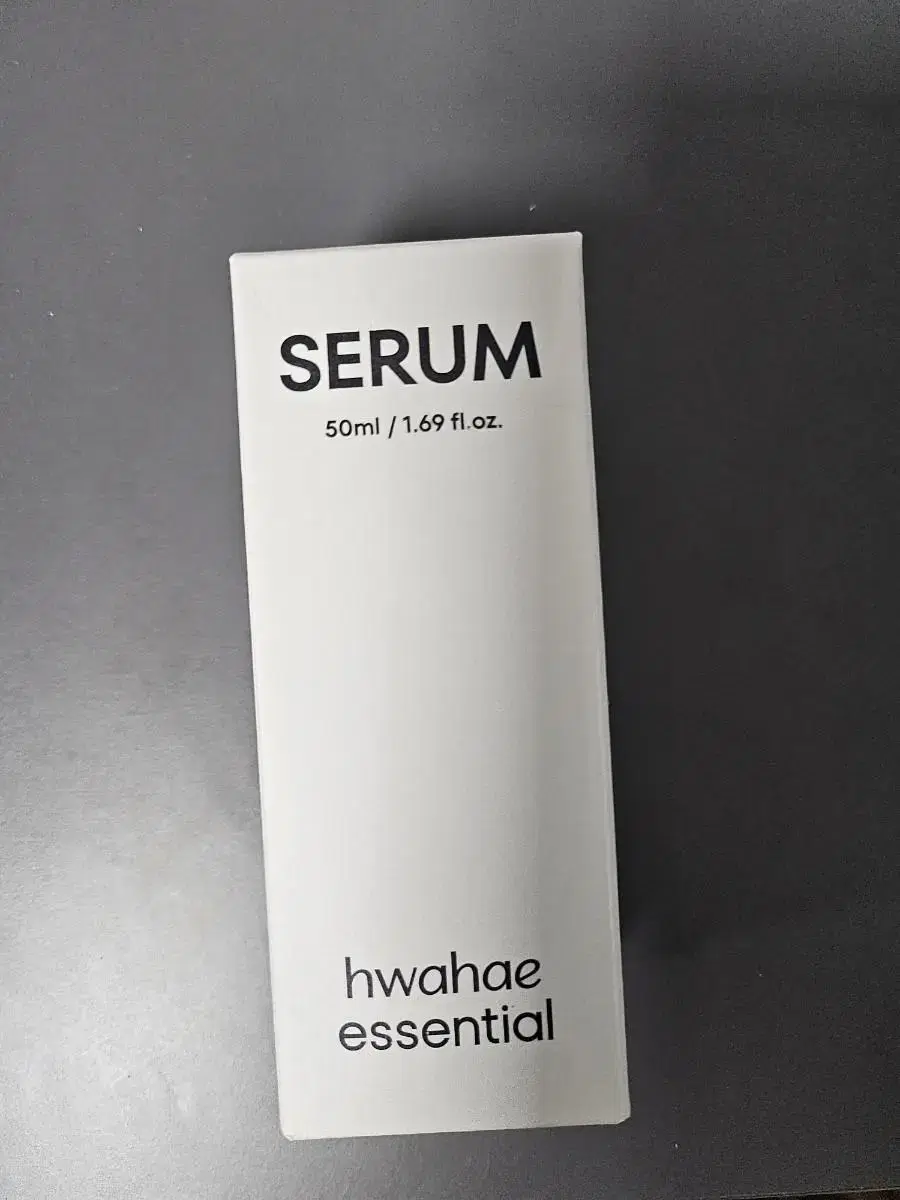 SERUM
50ml / 1.69 fl.oz.
hwahae
essential